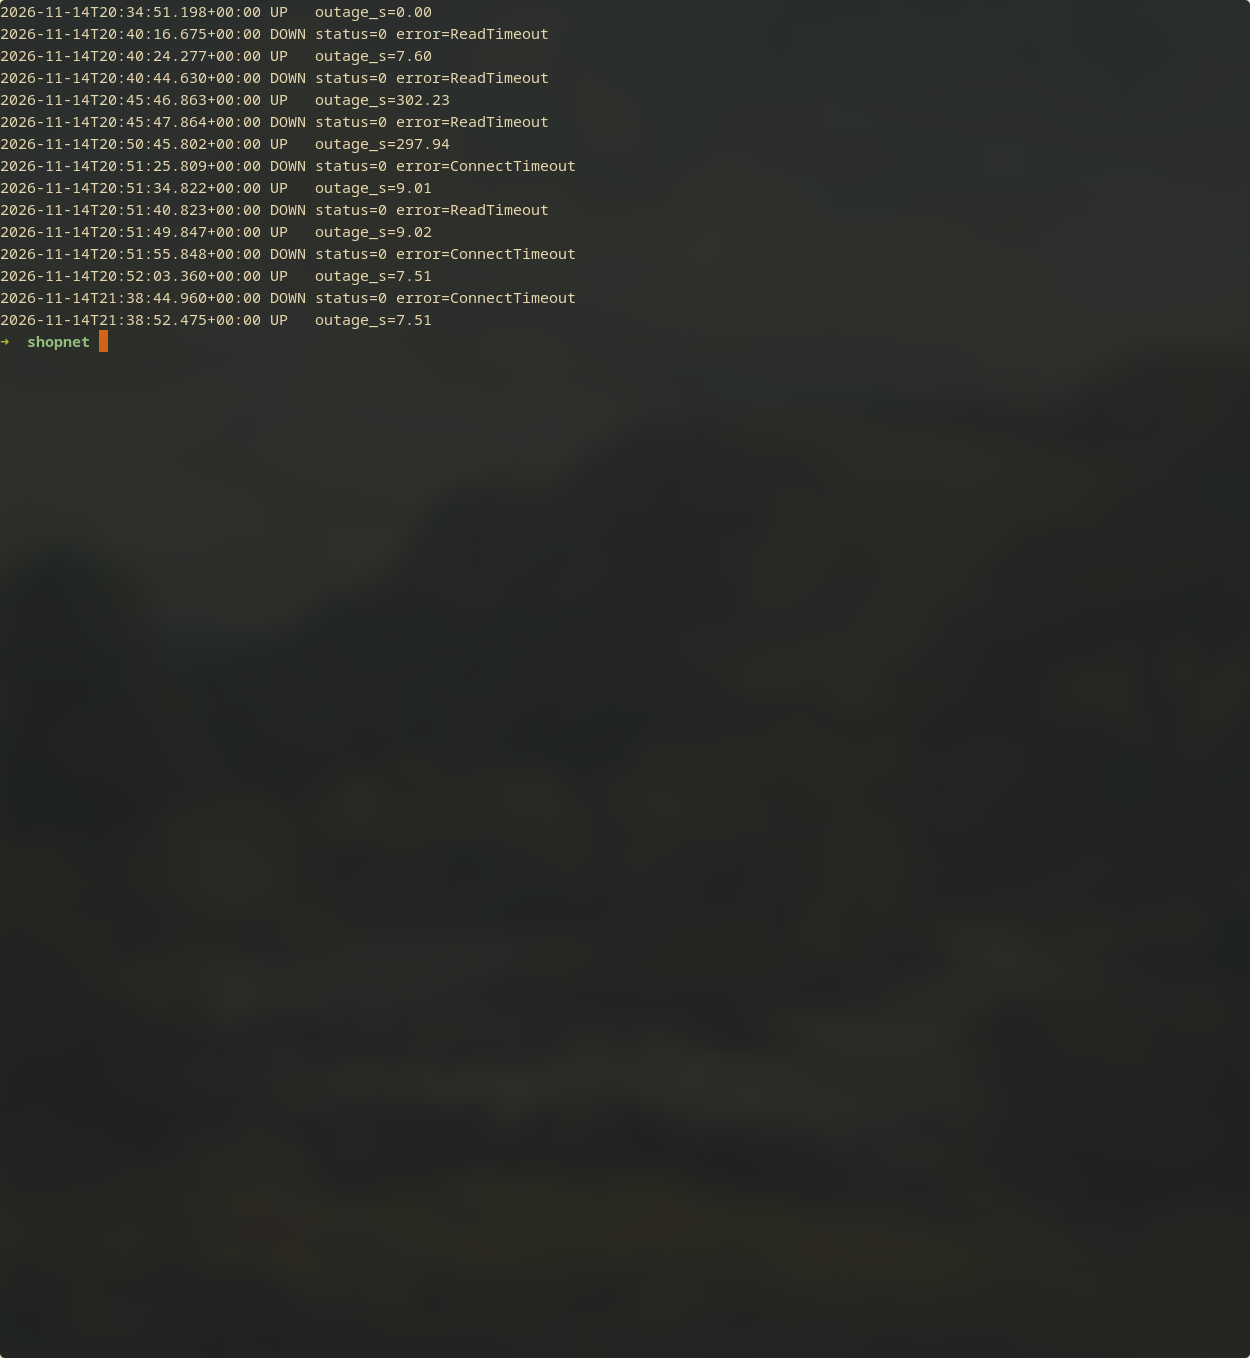 2026-11-14T20:34:51.198+00:00 UP   outage_s=0.00
2026-11-14T20:40:16.675+00:00 DOWN status=0 error=ReadTimeout
2026-11-14T20:40:24.277+00:00 UP   outage_s=7.60
2026-11-14T20:40:44.630+00:00 DOWN status=0 error=ReadTimeout
2026-11-14T20:45:46.863+00:00 UP   outage_s=302.23
2026-11-14T20:45:47.864+00:00 DOWN status=0 error=ReadTimeout
2026-11-14T20:50:45.802+00:00 UP   outage_s=297.94
2026-11-14T20:51:25.809+00:00 DOWN status=0 error=ConnectTimeout
2026-11-14T20:51:34.822+00:00 UP   outage_s=9.01
2026-11-14T20:51:40.823+00:00 DOWN status=0 error=ReadTimeout
2026-11-14T20:51:49.847+00:00 UP   outage_s=9.02
2026-11-14T20:51:55.848+00:00 DOWN status=0 error=ConnectTimeout
2026-11-14T20:52:03.360+00:00 UP   outage_s=7.51
2026-11-14T21:38:44.960+00:00 DOWN status=0 error=ConnectTimeout
2026-11-14T21:38:52.475+00:00 UP   outage_s=7.51
➜  shopnet